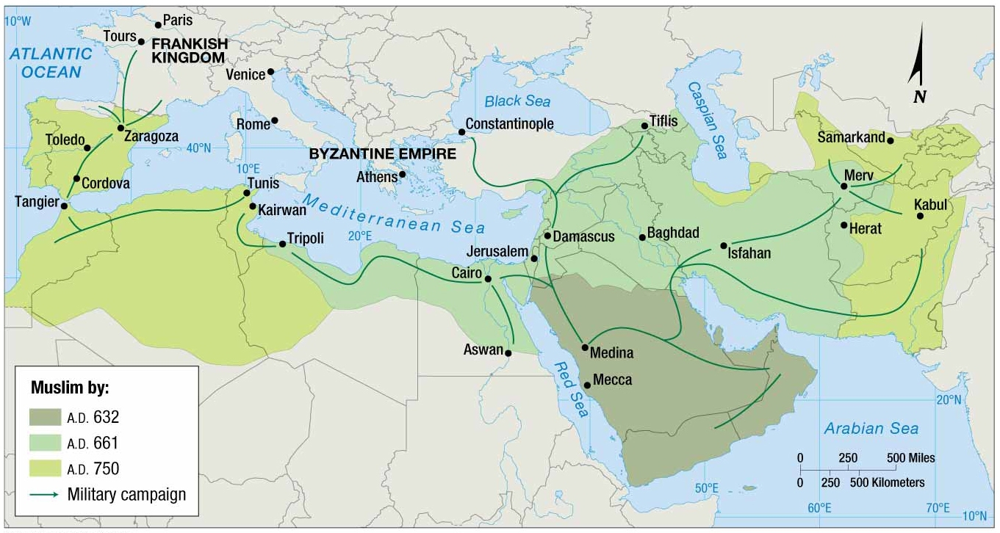 10°W
Paris
Tours
FRANKISH
KINGDOM
ATLANTIC
OCEAN
Venice
Black Sea
Caspian Sea
N
Rome
Constantinople
Tiflis
Toledo
Zaragoza
40°N
BYZANTINE EMPIRE
Samarkand
10°E
Athens
Cordova
Tunis
Merv
Tangier
Kairwan
Mediterranean Sea
Kabul
Herat
Tripoli
20°E
Damascus
Baghdad
Isfahan
Jerusalem
Cairo
Aswan
Medina
Mecca
Red Sea
20°N
Arabian Sea
Muslim by:
A.D. 632
A.D. 661
A.D. 750
Military campaign
0 250 500 Miles
0 250 500 Kilometers
50°E
60°E
70°E
10°N